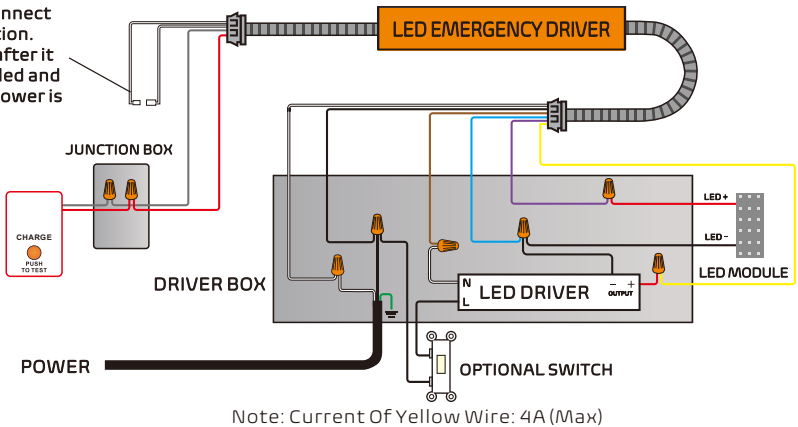 nnect
tion.
after it
led and
ower is
LED EMERGENCY DRIVER
JUNCTION BOX
CHARGE
PUSH
TO TEST
DRIVER BOX
LED +
LED -
LED MODULE
N
L
LED DRIVER
- +
OUTPUT
POWER
OPTIONAL SWITCH
Note: Current Of Yellow Wire: 4A (Max)